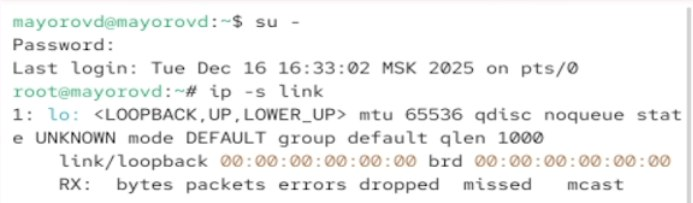 mayorovd@mayorovd:~$ su -
Password:
Last login: Tue Dec 16 16:33:02 MSK 2025 on pts/0
root@mayorovd:~# ip -s link
1: lo: <LOOPBACK,UP,LOWER_UP> mtu 65536 qdisc noqueue stat
e UNKNOWN mode DEFAULT group default qlen 1000
    link/loopback 00:00:00:00:00:00 brd 00:00:00:00:00:00
    RX:  bytes packets errors dropped  missed   mcast